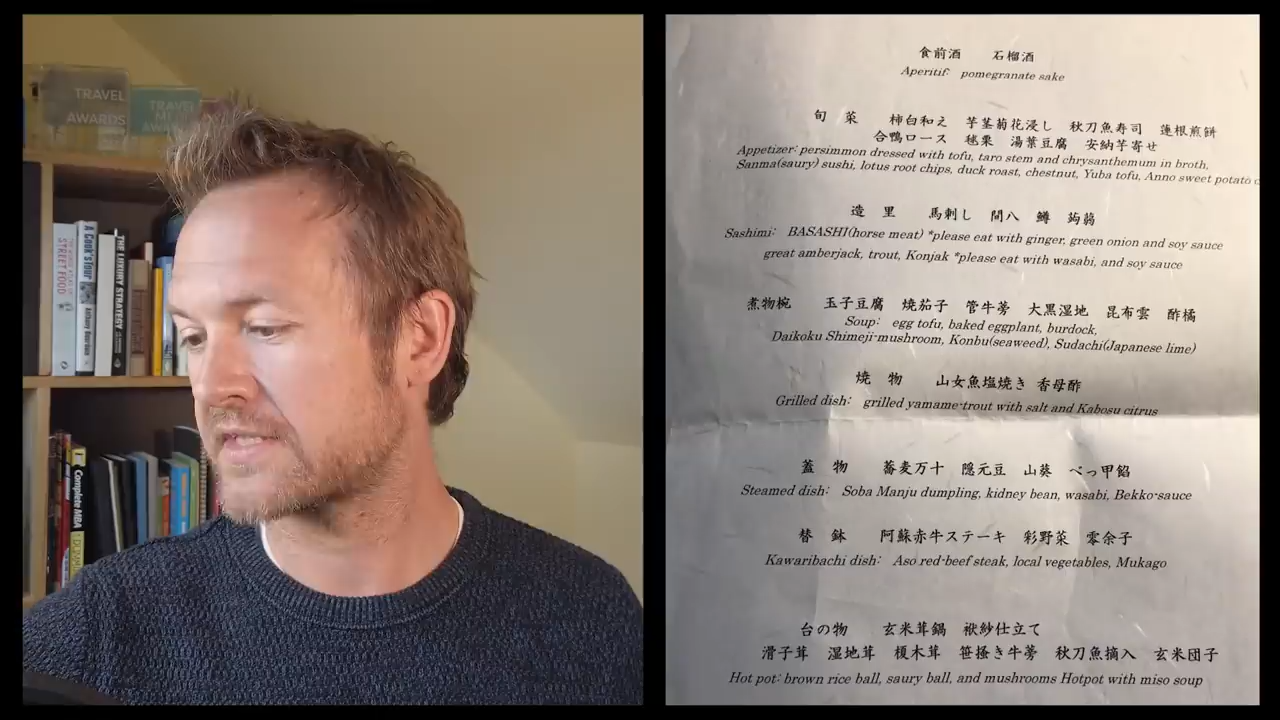 TRAVEL
AWARDS
TRAVEL
STREET FOOD
A Cook's Tour
Anthony Bourdain
THE LUXURY STRATEGY
Complete MBA
食前酒 石榴酒
Aperitif: pomegranate sake
旬 菜 柿白和え 芋茎菊花浸し 秋刀魚寿司 蓮根煎餅
合鴨ロース 毬栗 湯葉豆腐 安納芋寄せ
Appetizer: persimmon dressed with tofu, taro stem and chrysanthemum in broth,
Sanma(saury) sushi, lotus root chips, duck roast, chestnut, Yuba tofu, Anno sweet potato
造 里 馬刺し 間八 鱒 蒟蒻
Sashimi: BASASHI(horse meat) *please eat with ginger, green onion and soy sauce
great amberjack, trout, Konjak *please eat with wasabi, and soy sauce
煮物椀 玉子豆腐 焼茄子 管牛蒡 大黒湿地 昆布雲 酢橘
Soup: egg tofu, baked eggplant, burdock,
Daikoku Shimeji-mushroom, Konbu(seaweed), Sudachi(Japanese lime)
焼 物 山女魚塩焼き 香母酢
Grilled dish: grilled yamame-trout with salt and Kabosu citrus
蓋 物 蕎麦万十 隠元豆 山葵 べっ甲餡
Steamed dish: Soba Manju dumpling, kidney bean, wasabi, Bekko-sauce
替 鉢 阿蘇赤牛ステーキ 彩野菜 零余子
Kawaribachi dish: Aso red-beef steak, local vegetables, Mukago
台の物 玄米茸鍋 袱紗仕立て
滑子茸 湿地茸 榎木茸 笹掻き牛蒡 秋刀魚摘入 玄米団子
Hot pot: brown rice ball, saury ball, and mushrooms Hotpot with miso soup